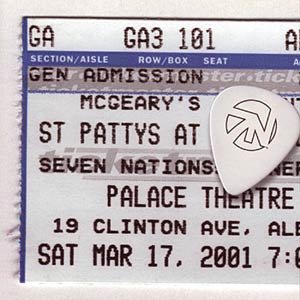 GA GA3 101 A
SECTION/AISLE ROW/BOX SEAT A
GEN ADMISSION
MCGEARY'S
ST PATTYS AT
SEVEN NATIONS
PALACE THEATRE
19 CLINTON AVE, ALB
SAT MAR 17, 2001 7:0